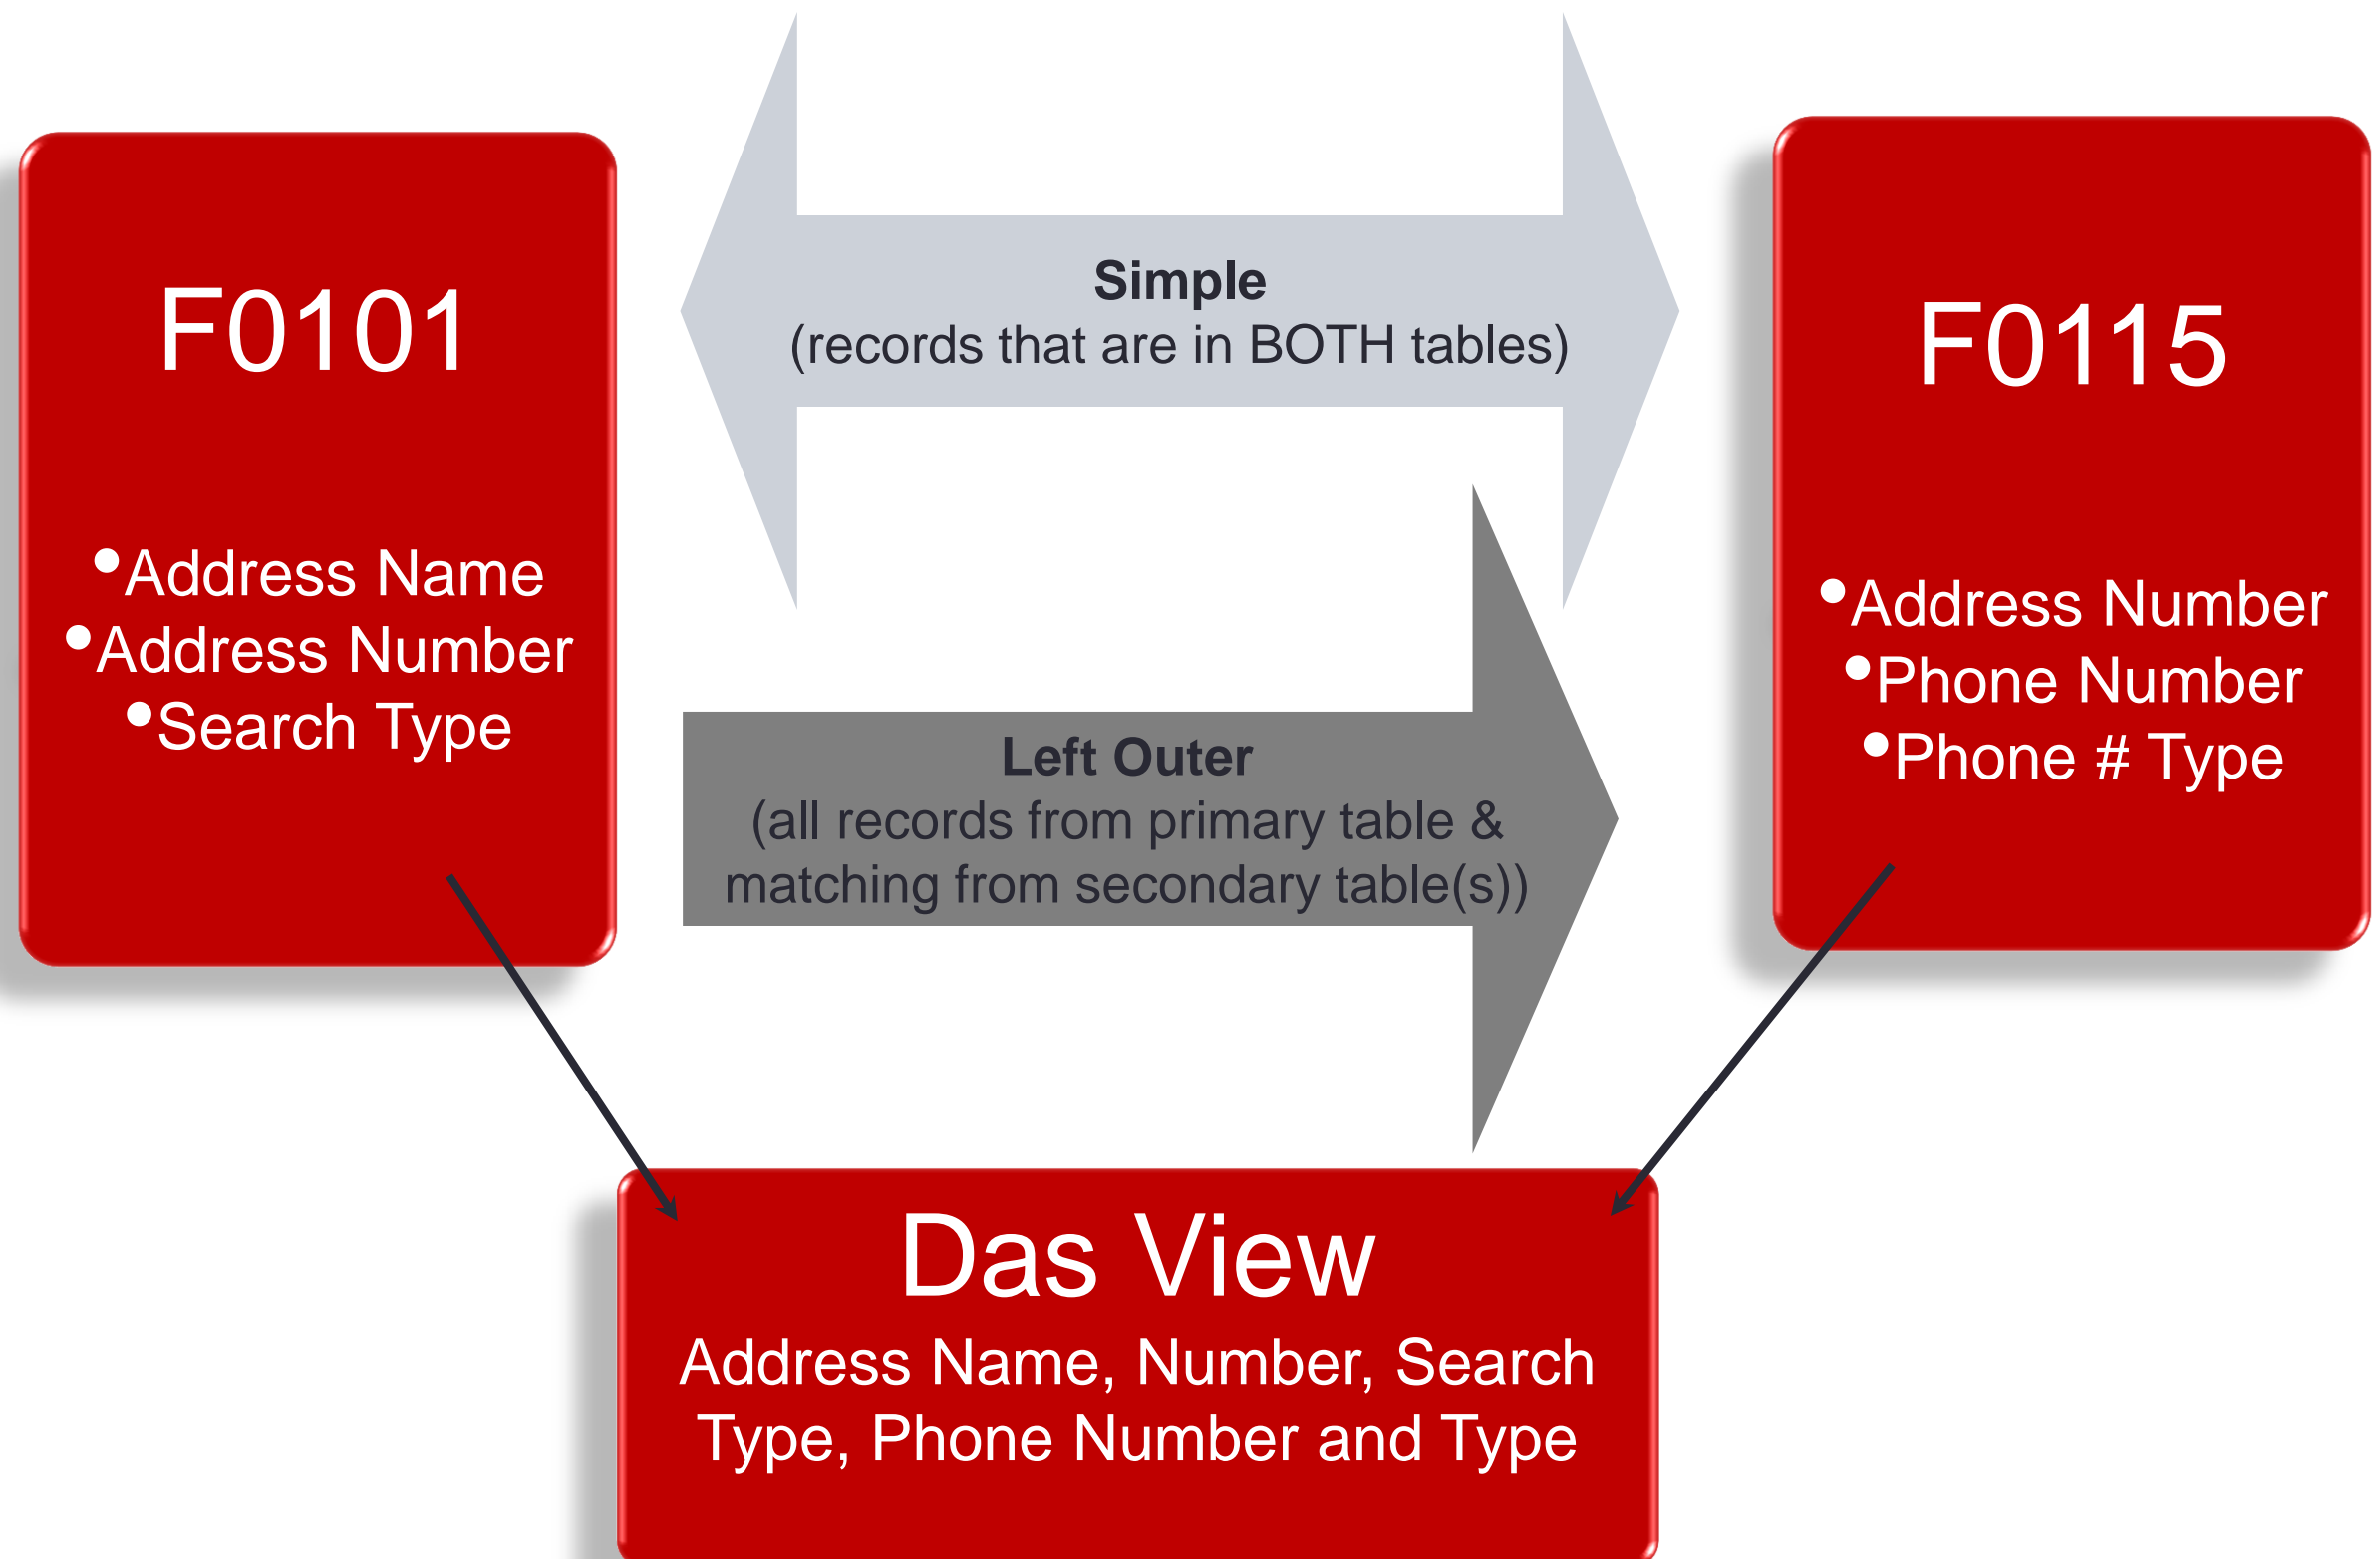 F0101
•Address Name
•Address Number
•Search Type
Simple
(records that are in BOTH tables)
Left Outer
(all records from primary table &
matching from secondary table(s))
F0115
•Address Number
•Phone Number
•Phone # Type
Das View
Address Name, Number, Search
Type, Phone Number and Type